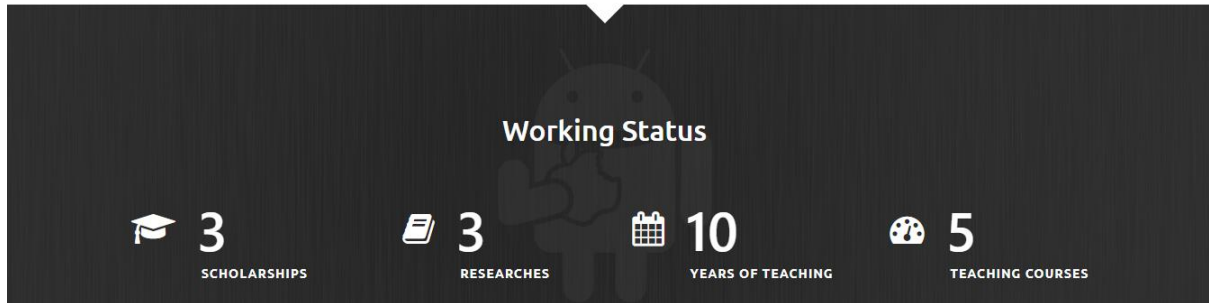 Working Status
3
SCHOLARSHIPS
3
RESEARCHES
10
YEARS OF TEACHING
5
TEACHING COURSES